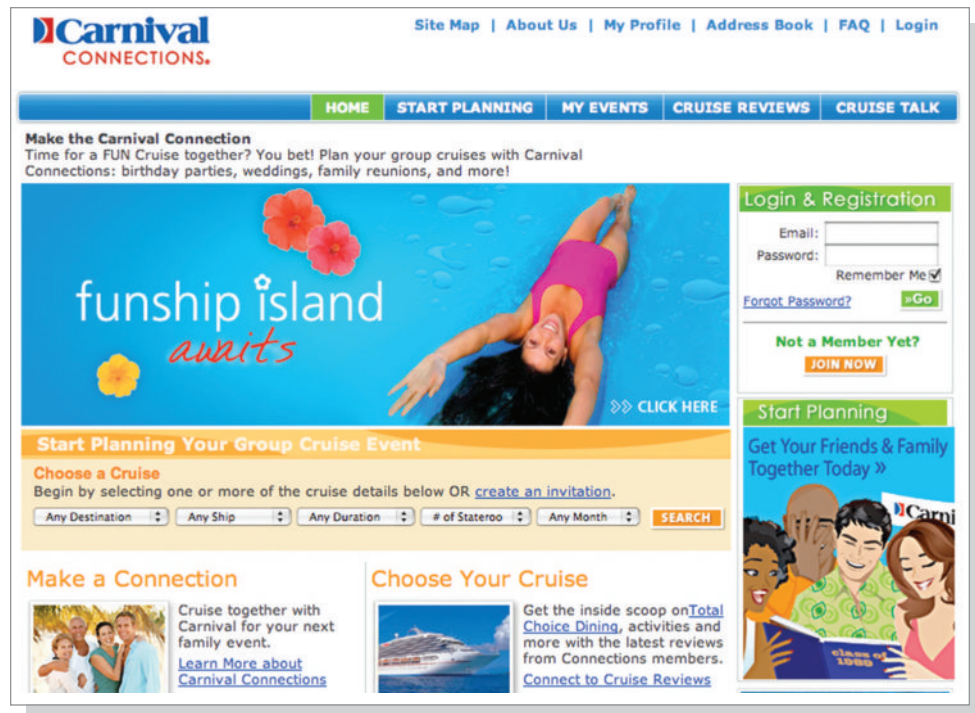 Carnival
CONNECTIONS.
Site Map | About Us | My Profile | Address Book | FAQ | Login
HOME
START PLANNING
MY EVENTS
CRUISE REVIEWS
CRUISE TALK
Make the Carnival Connection
Time for a FUN Cruise together? You bet! Plan your group cruises with Carnival
Connections: birthday parties, weddings, family reunions, and more!
funship island
awaits
>> CLICK HERE
Login & Registration
Email:
Password:
Remember Me
Forgot Password?
»Go
Not a Member Yet?
JOIN NOW
Start Planning Your Group Cruise Event
Choose a Cruise
Begin by selecting one or more of the cruise details below OR create an invitation.
Any Destination
Any Ship
Any Duration
# of Stateroo
Any Month
SEARCH
Start Planning
Get Your Friends & Family
Together Today »
Carni
class of
1989
Make a Connection
Cruise together with
Carnival for your next
family event.
Learn More about
Carnival Connections
Choose Your Cruise
Get the inside scoop onTotal
Choice Dining, activities and
more with the latest reviews
from Connections members.
Connect to Cruise Reviews